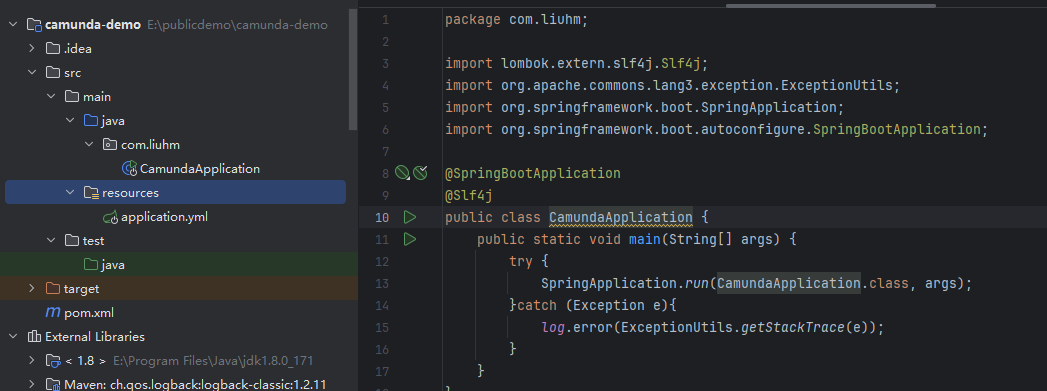 camunda-demo E:\publicdemo\camunda-demo
.idea
src
main
java
com.liuhm
CamundaApplication
resources
application.yml
test
java
target
pom.xml
External Libraries
< 1.8 > E:\Program Files\Java\jdk1.8.0_171
Maven: ch.qos.logback:logback-classic:1.2.11
1 package com.liuhm;
2
3 import lombok.extern.slf4j.Slf4j;
4 import org.apache.commons.lang3.exception.ExceptionUtils;
5 import org.springframework.boot.SpringApplication;
6 import org.springframework.boot.autoconfigure.SpringBootApplication;
7
8 @SpringBootApplication
9 @Slf4j
10 public class CamundaApplication {
11 public static void main(String[] args) {
12 try {
13 SpringApplication.run(CamundaApplication.class, args);
14 }catch (Exception e){
15 log.error(ExceptionUtils.getStackTrace(e));
16 }
17 }